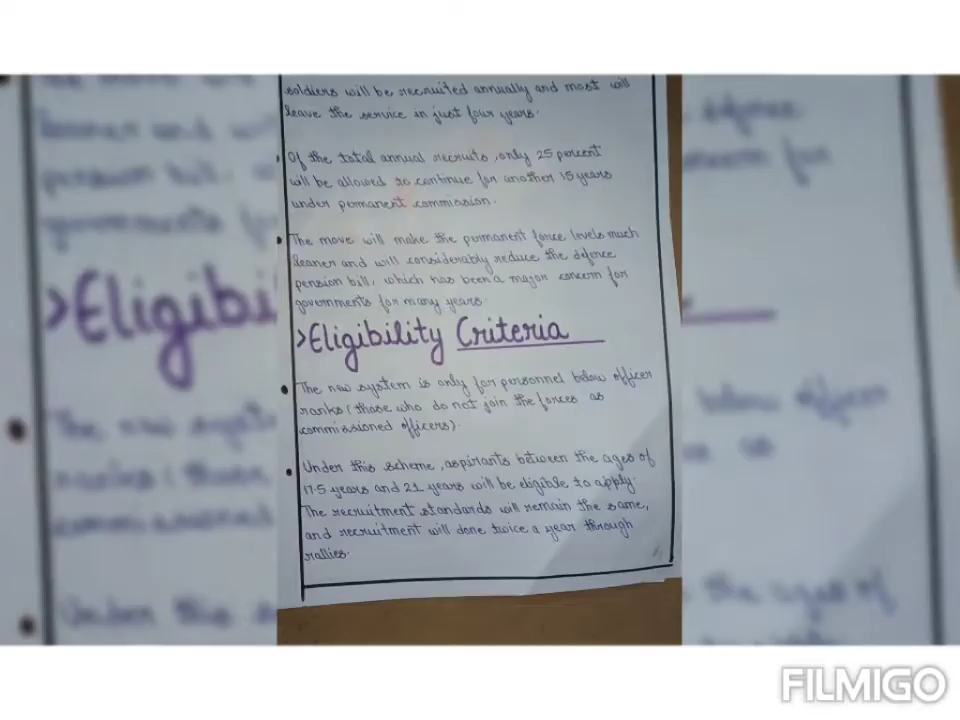 soldiers will be recruited annually and most will
leave the service in just four years.
Of the total annual recruits, only 25 percent
will be allowed to continue for another 15 years
under permanent commission.
The move will make the permanent force levels much
leaner and will considerably reduce the defence
pension bill, which has been a major concern for
governments for many years.
>Eligibility Criteria
The new system is only for personnel below officer
ranks (those who do not join the forces as
commissioned officers).
Under this scheme, aspirants between the ages of
17.5 years and 21 years will be eligible to apply.
The recruitment standards will remain the same,
and recruitment will done twice a year through
rallies.
FILMIGO